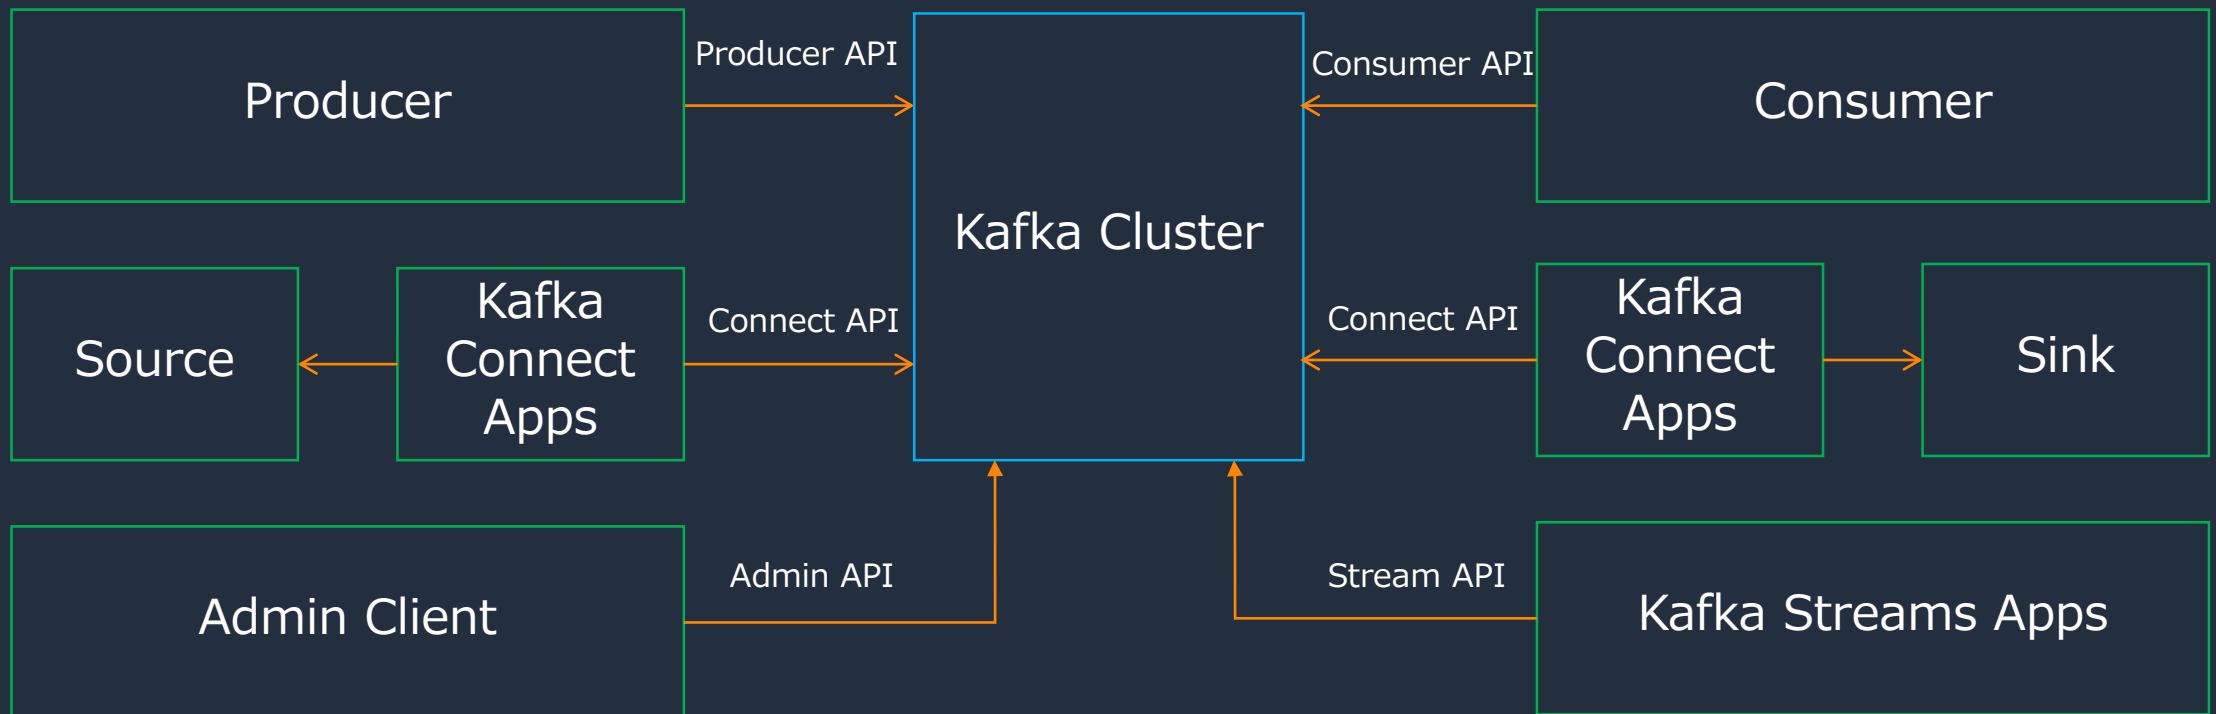 Producer
Producer API
Kafka Cluster
Consumer API
Consumer
Source
Kafka
Connect
Apps
Connect API
Connect API
Kafka
Connect
Apps
Sink
Admin Client
Admin API
Stream API
Kafka Streams Apps